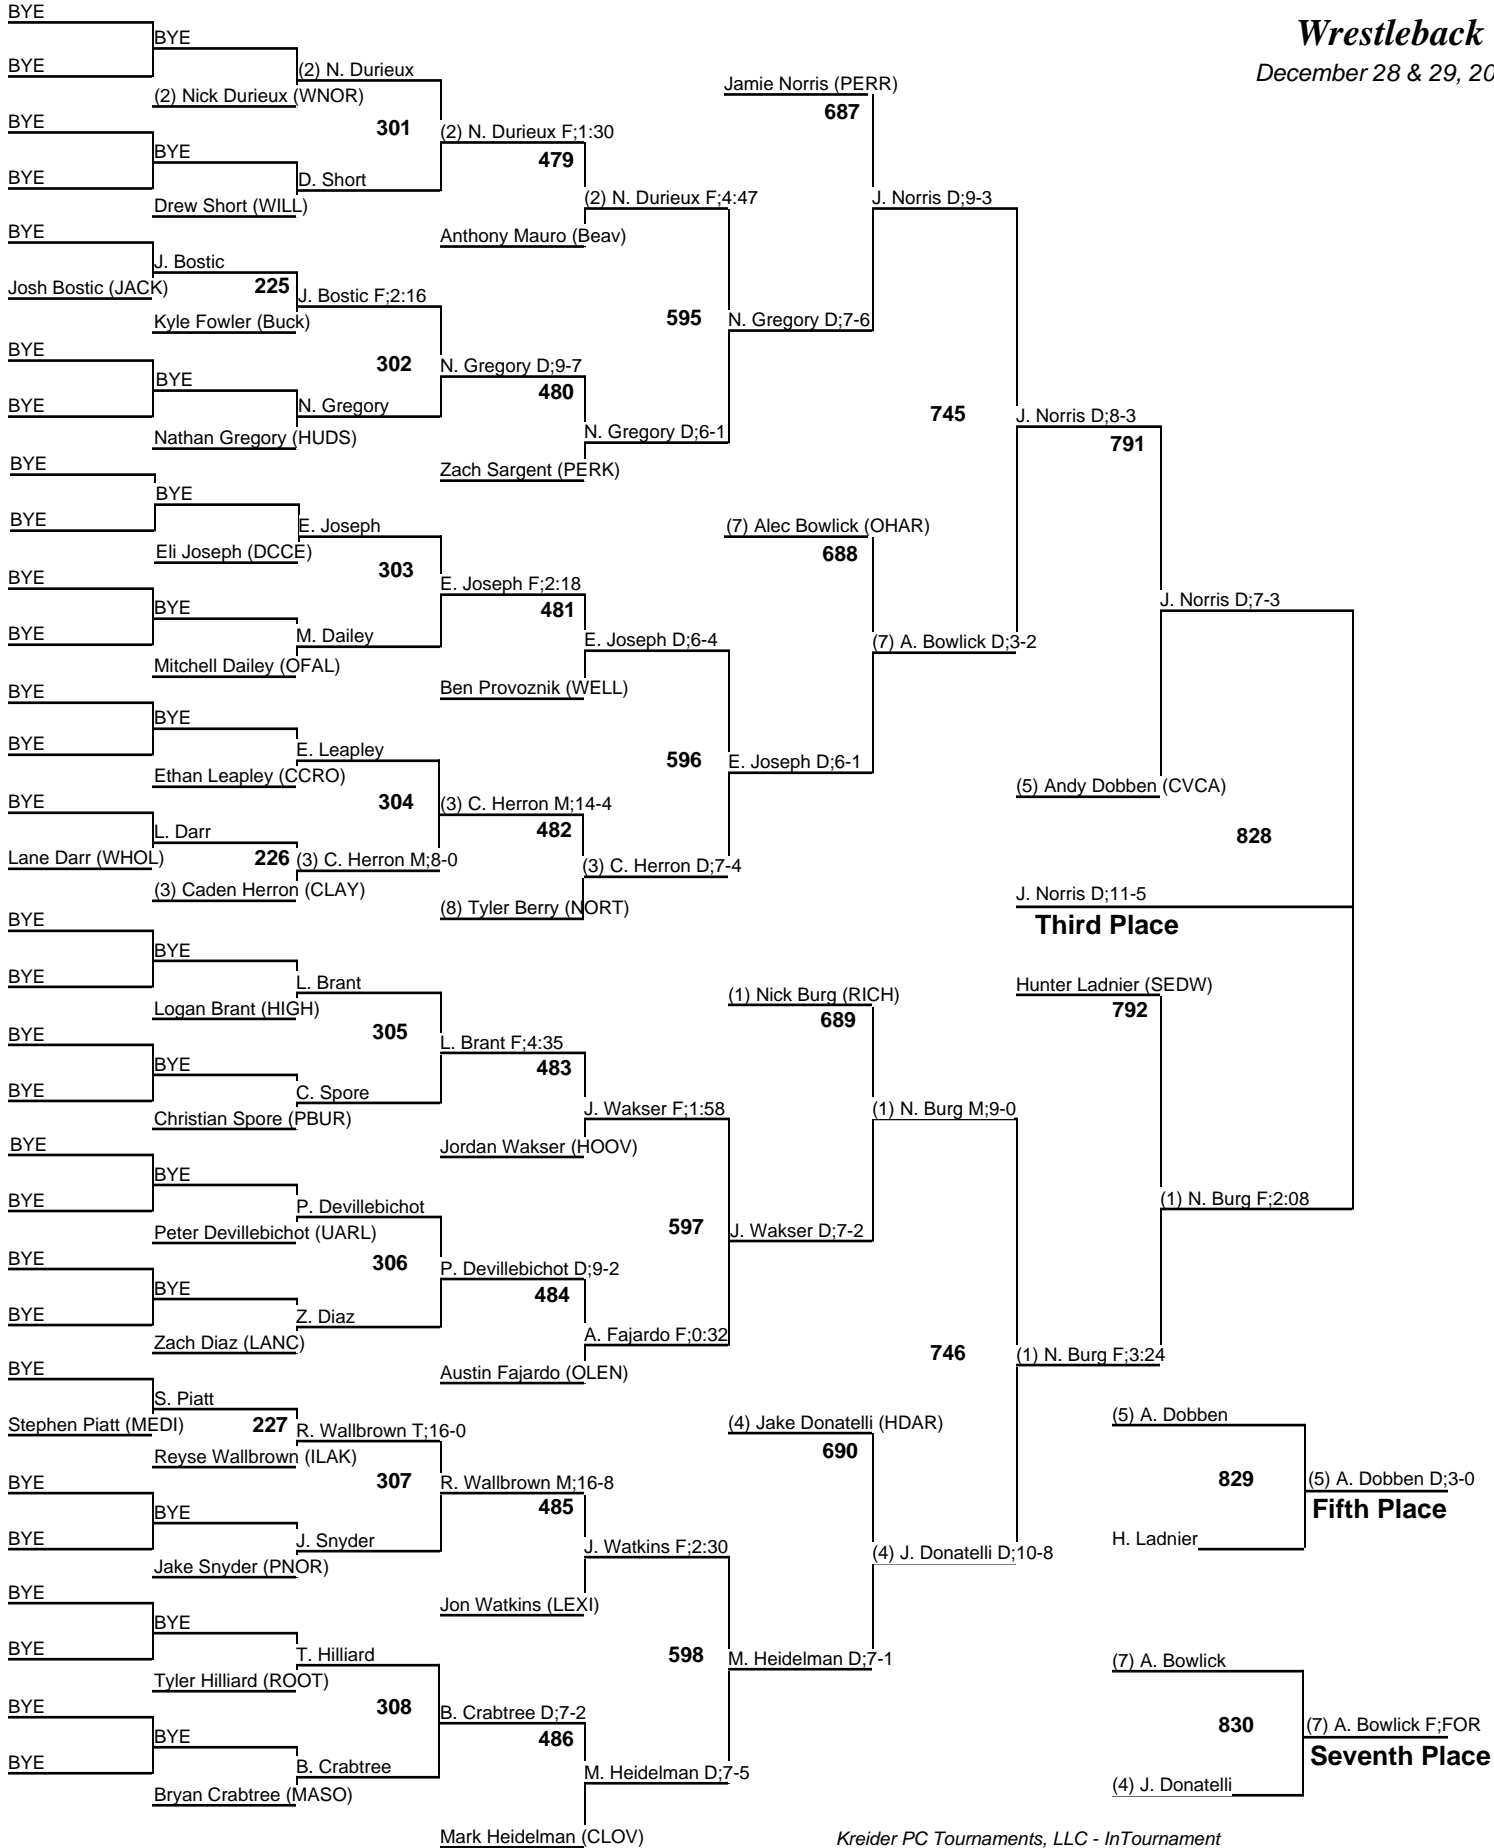 Wrestleback
December 28 & 29, 20
BYE
BYE
BYE
(2) N. Durieux
(2) Nick Durieux (WNOR)
301
BYE
BYE
BYE
D. Short
Drew Short (WILL)
(2) N. Durieux F;1:30
479
(2) N. Durieux F;4:47
Anthony Mauro (Beav)
BYE
J. Bostic
Josh Bostic (JACK)
225
J. Bostic F;2:16
Kyle Fowler (Buck)
302
BYE
BYE
BYE
N. Gregory
Nathan Gregory (HUDS)
N. Gregory D;9-7
480
N. Gregory D;6-1
Zach Sargent (PERK)
595
N. Gregory D;7-6
Jamie Norris (PERR)
687
J. Norris D;9-3
BYE
BYE
BYE
E. Joseph
Eli Joseph (DCCE)
303
BYE
BYE
BYE
M. Dailey
Mitchell Dailey (OFAL)
E. Joseph F;2:18
481
E. Joseph D;6-4
Ben Provoznik (WELL)
BYE
BYE
BYE
E. Leapley
Ethan Leapley (CCRO)
304
BYE
L. Darr
Lane Darr (WHOL)
226
(3) C. Herron M;8-0
(3) Caden Herron (CLAY)
(3) C. Herron M;14-4
482
(3) C. Herron D;7-4
(8) Tyler Berry (NORT)
596
E. Joseph D;6-1
(7) Alec Bowlick (OHAR)
688
(7) A. Bowlick D;3-2
745
J. Norris D;8-3
791
J. Norris D;7-3
(5) Andy Dobben (CVCA)
828
J. Norris D;11-5
Third Place
BYE
BYE
BYE
L. Brant
Logan Brant (HIGH)
305
BYE
BYE
BYE
C. Spore
Christian Spore (PBUR)
L. Brant F;4:35
483
J. Wakser F;1:58
Jordan Wakser (HOOV)
BYE
BYE
BYE
P. Devillebichot
Peter Devillebichot (UARL)
306
BYE
BYE
BYE
Z. Diaz
Zach Diaz (LANC)
P. Devillebichot D;9-2
484
A. Fajardo F;0:32
Austin Fajardo (OLEN)
597
J. Wakser D;7-2
(1) Nick Burg (RICH)
689
(1) N. Burg M;9-0
Hunter Ladnier (SEDW)
792
(1) N. Burg F;2:08
BYE
S. Piatt
Stephen Piatt (MEDI)
227
R. Wallbrown T;16-0
Reyse Wallbrown (ILAK)
307
BYE
BYE
BYE
J. Snyder
Jake Snyder (PNOR)
R. Wallbrown M;16-8
485
J. Watkins F;2:30
Jon Watkins (LEXI)
BYE
BYE
BYE
T. Hilliard
Tyler Hilliard (ROOT)
308
BYE
BYE
BYE
B. Crabtree
Bryan Crabtree (MASO)
B. Crabtree D;7-2
486
M. Heidelman D;7-5
Mark Heidelman (CLOV)
598
M. Heidelman D;7-1
(4) Jake Donatelli (HDAR)
690
(4) J. Donatelli D;10-8
746
(1) N. Burg F;3:24
(5) A. Dobben
829
(5) A. Dobben D;3-0
Fifth Place
H. Ladnier
(7) A. Bowlick
830
(7) A. Bowlick F;FOR
Seventh Place
(4) J. Donatelli
Kreider PC Tournaments, LLC - InTournament